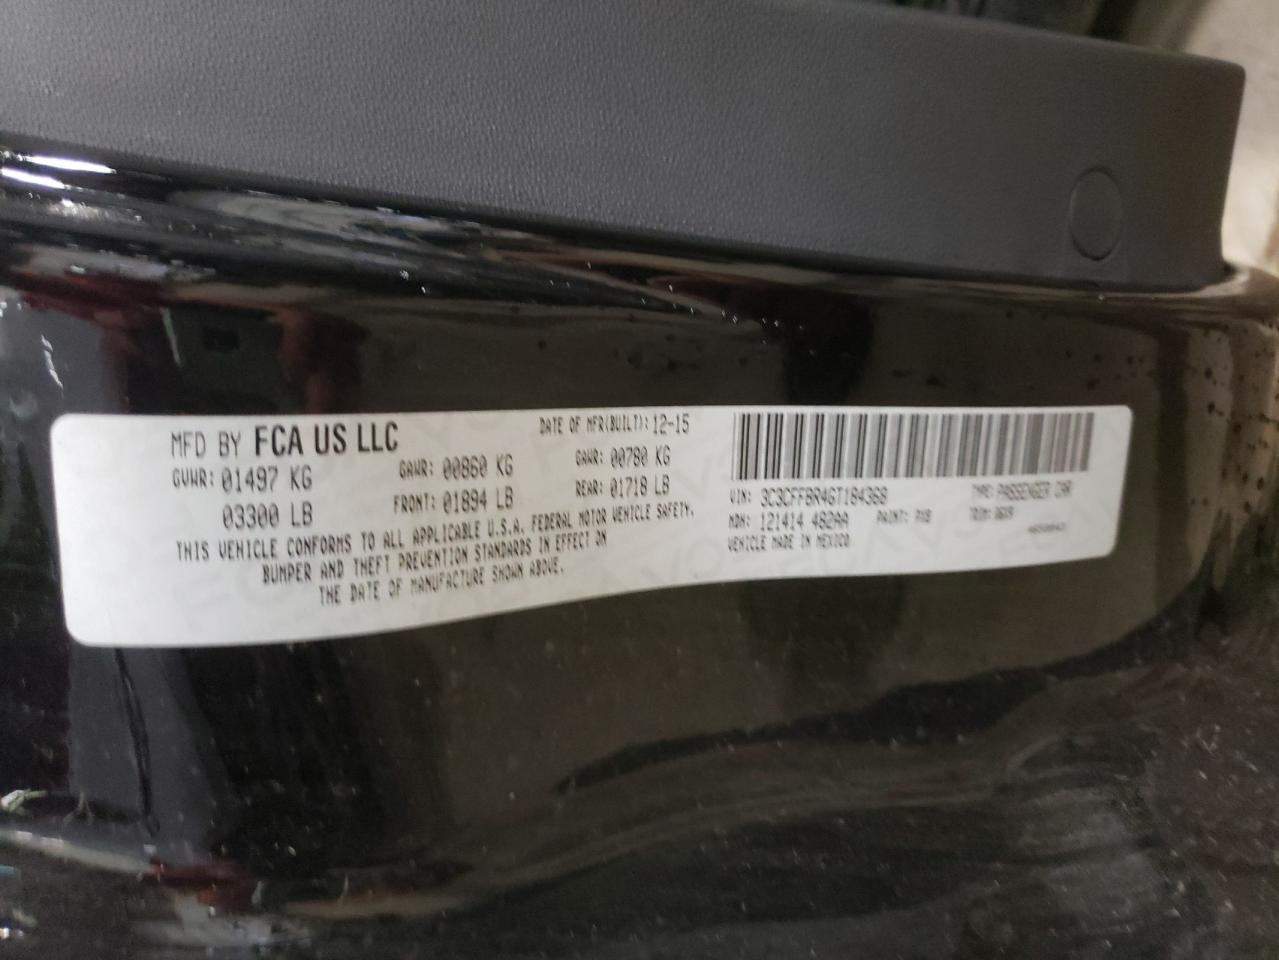 MFD BY FCA US LLC
DATE OF MFR(BUILT): 12-15
GVWR: 01497 KG
GAWR: 00860 KG
GAWR: 00780 KG
03300 LB
FRONT: 01894 LB
REAR: 01718 LB
THIS VEHICLE CONFORMS TO ALL APPLICABLE U.S.A. FEDERAL MOTOR VEHICLE SAFETY,
BUMPER AND THEFT PREVENTION STANDARDS IN EFFECT ON
THE DATE OF MANUFACTURE SHOWN ABOVE.
VIN: 3C3CFFBR4GT184368
TYPE: PASSENGER CAR
MDH: 121414 482AA
PAINT: PXB
TRIM:
VEHICLE MADE IN MEXICO